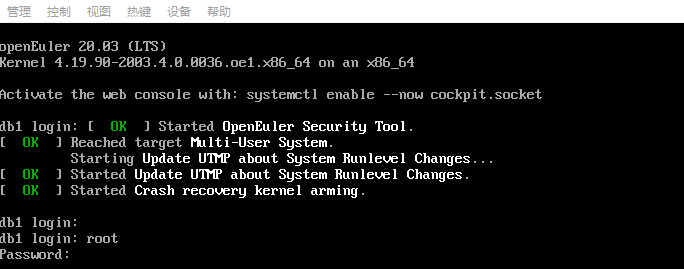 管理 控制 视图 热键 设备 帮助
openEuler 20.03 (LTS)
Kernel 4.19.90-2003.4.0.0036.oe1.x86_64 on an x86_64
Activate the web console with: systemctl enable --now cockpit.socket
db1 login: [  OK  ] Started OpenEuler Security Tool.
[  OK  ] Reached target Multi-User System.
Starting Update UTMP about System Runlevel Changes...
[  OK  ] Started Update UTMP about System Runlevel Changes.
[  OK  ] Started Crash recovery kernel arming.
db1 login:
db1 login: root
Password: